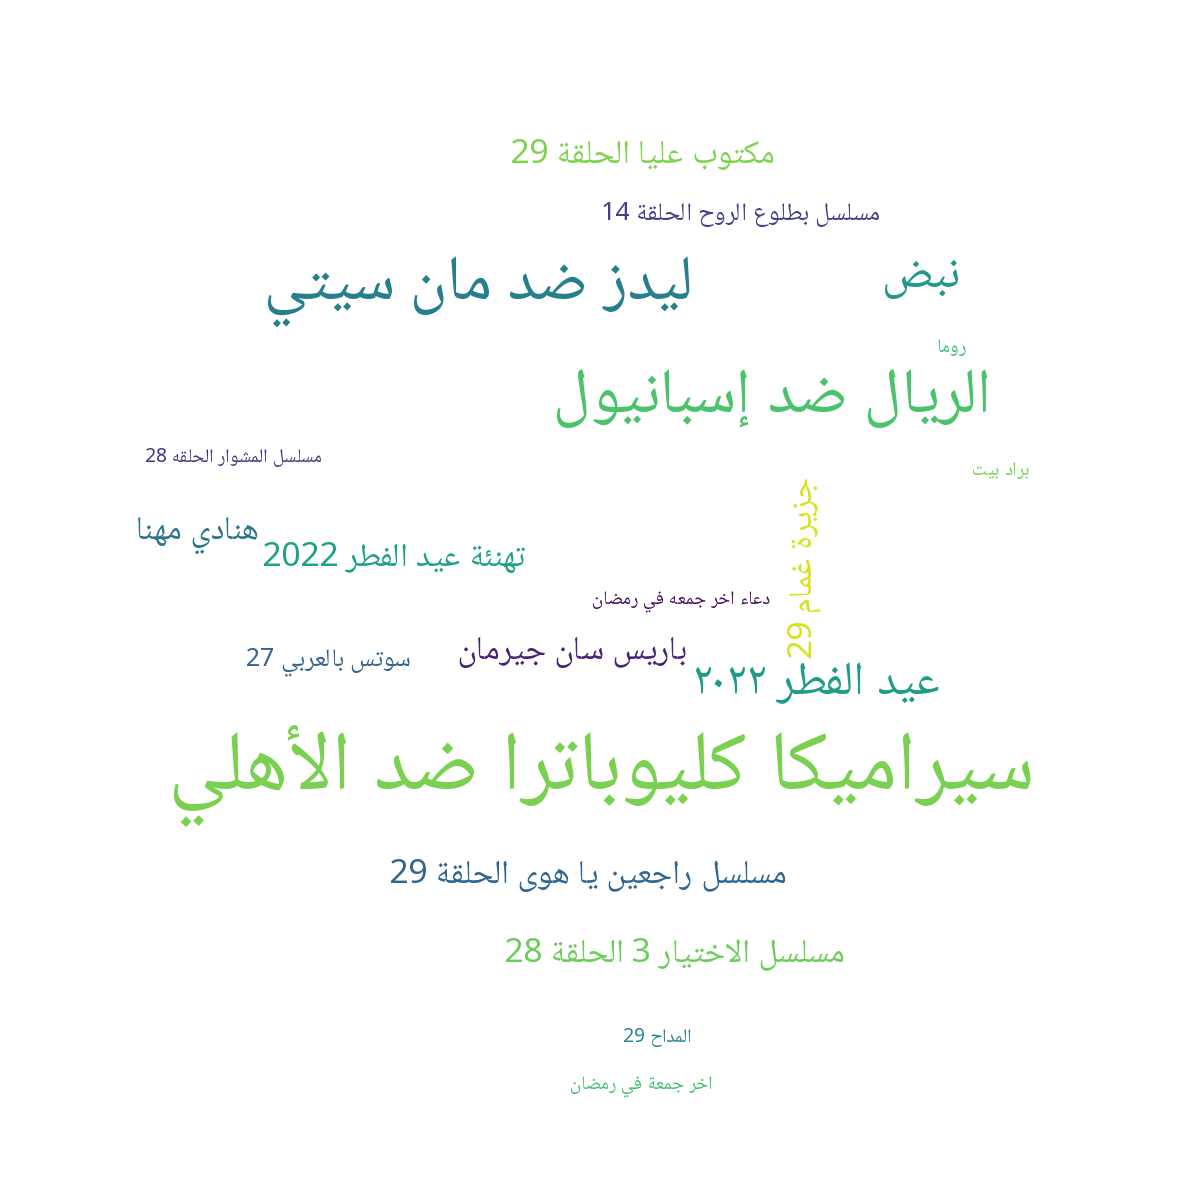 مكتوب عليا الحلقة 29
مسلسل بطلوع الروح الحلقة 14
نبض
ليدز ضد مان سيتي
روما
الريال ضد إسبانيول
مسلسل المشوار الحلقه 28
براد بيت
جزيرة غمام 29
هنادي مهنا
تهنئة عيد الفطر 2022
دعاء اخر جمعه في رمضان
باريس سان جيرمان
سوتس بالعربي 27
عيد الفطر ٢٠٢٢
سيراميكا كليوباترا ضد الأهلي
مسلسل راجعين يا هوى الحلقة 29
مسلسل الاختيار 3 الحلقة 28
المداح 29
اخر جمعة في رمضان